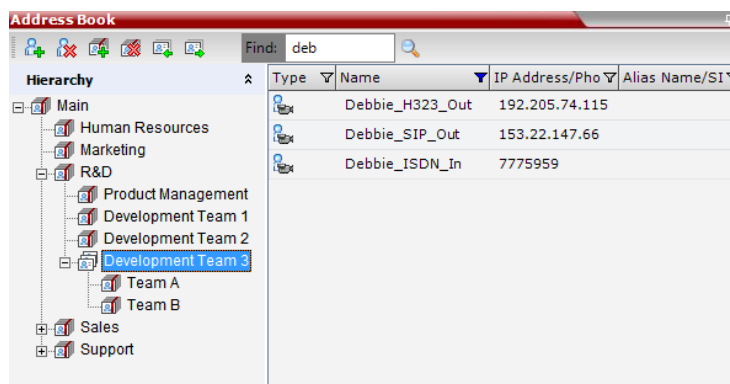 Address Book
Find: deb
Hierarchy
Type Name IP Address/Pho Alias Name/SI
Main
Human Resources
Marketing
R&D
Product Management
Development Team 1
Development Team 2
Development Team 3
Team A
Team B
Sales
Support
Debbie_H323_Out 192.205.74.115
Debbie_SIP_Out 153.22.147.66
Debbie_ISDN_In 7775959